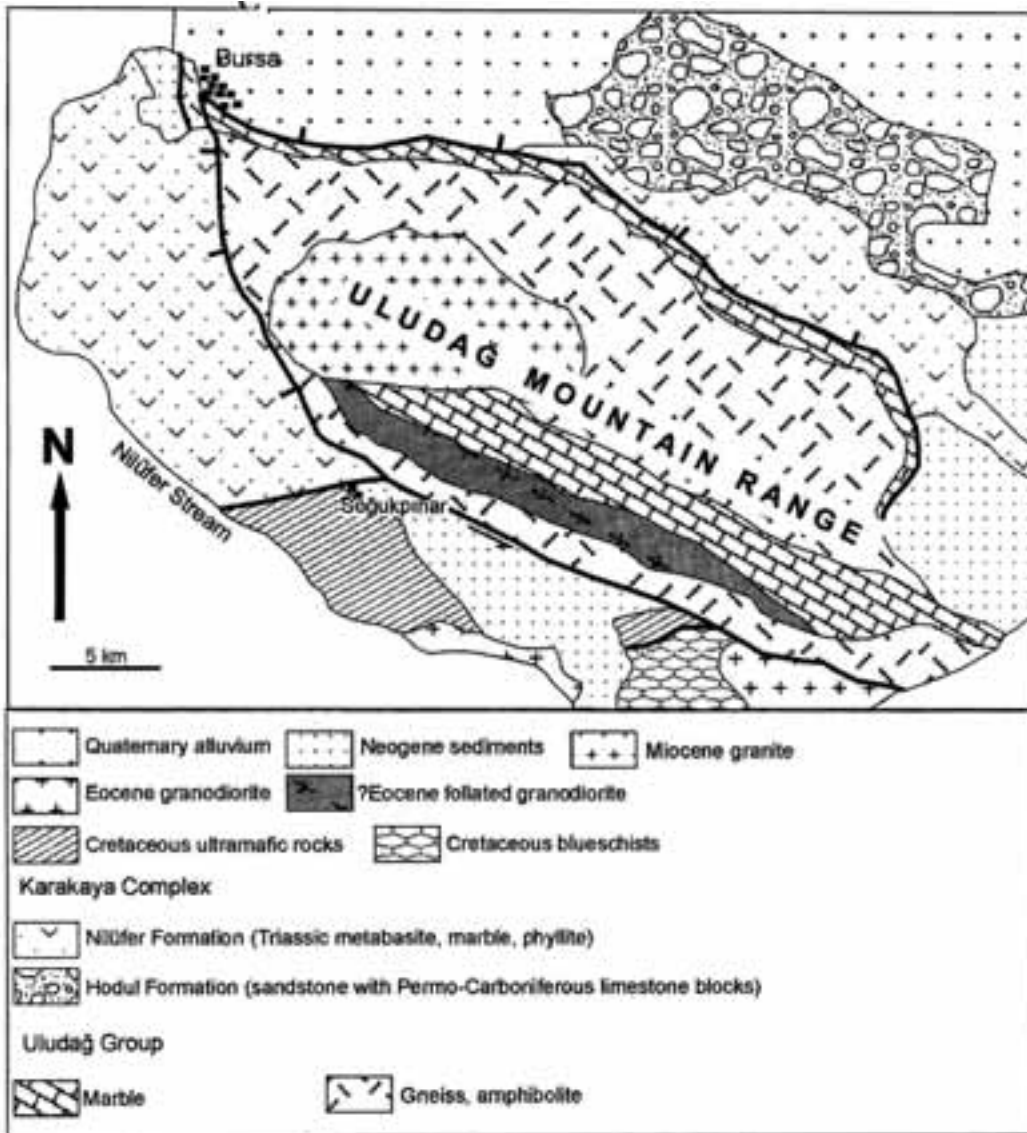 Bursa
ULUDAĞ MOUNTAIN RANGE
N
Nilüfer Stream
Soğukpınar
5 km
Quaternary alluvium
Neogene sediments
Miocene granite
Eocene granodiorite
?Eocene foliated granodiorite
Cretaceous ultramafic rocks
Cretaceous blueschists
Karakaya Complex
Nilüfer Formation (Triassic metabasite, marble, phyllite)
Hodul Formation (sandstone with Permo-Carboniferous limestone blocks)
Uludağ Group
Marble
Gneiss, amphibolite